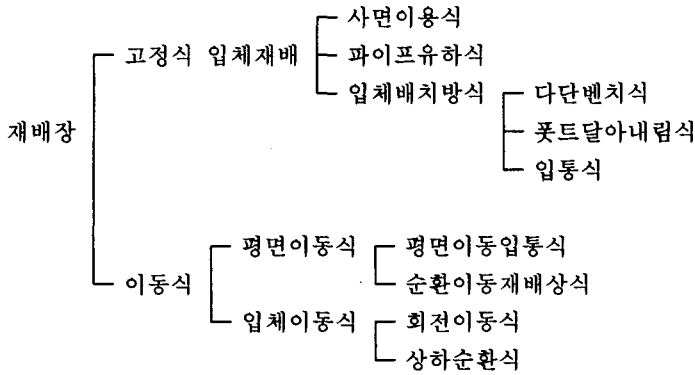 사면이용식
고정식 입체재배
파이프유하식
입체배치방식
다단벤치식
재배장
폿트달아내림식
입통식
평면이동식
평면이동입통식
이동식
순환이동재배상식
입체이동식
회전이동식
상하순환식